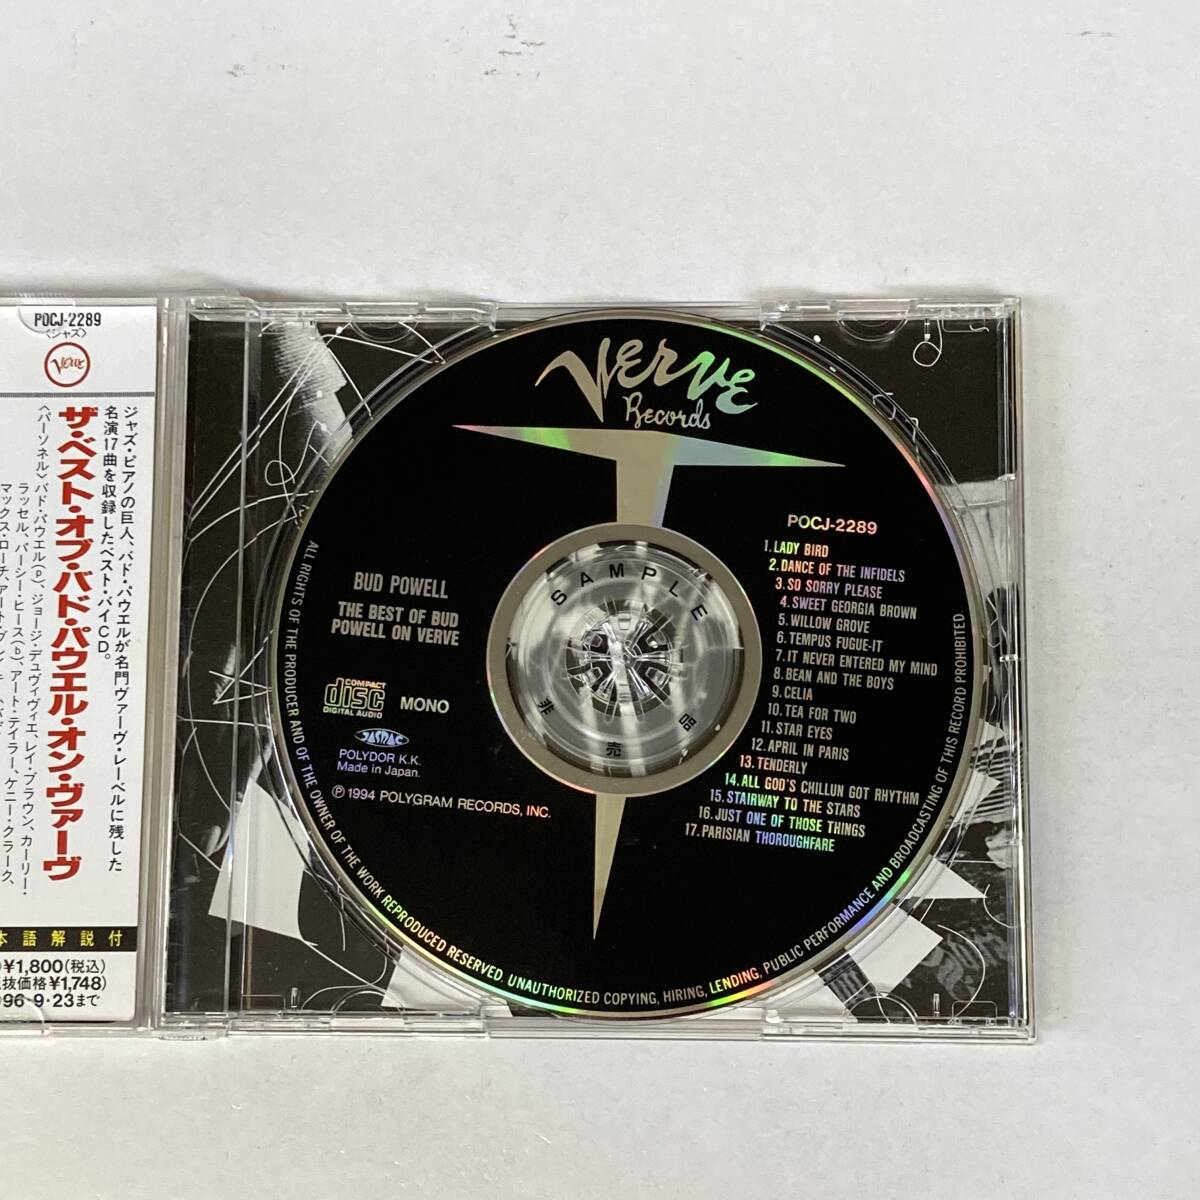 POCJ-2289
〈ジャズ〉
Verve
ジャズ・ピアノの巨人、バド・パウエルが名門ヴァーヴ・レーベルに残した
名演17曲を収録したベスト・バイCD。
ザ・ベスト・オブ・バド・パウエル・オン・ヴァーヴ
〈パーソネル〉バド・パウエル(p)、ジョージ・デュヴィヴィエ、レイ・ブラウン、カーリー・
ラッセル、パーシー・ヒース(b)、アート・テイラー、ケニー・クラーク、
マックス・ローチ、アート・ブレイキー
本語解説付
¥1,800(税込)
抜価格¥1,748)
96・9・23まで
Verve
Records
POCJ-2289
1. LADY BIRD
2. DANCE OF THE INFIDELS
3. SO SORRY PLEASE
4. SWEET GEORGIA BROWN
5. WILLOW GROVE
6. TEMPUS FUGUE-IT
7. IT NEVER ENTERED MY MIND
8. BEAN AND THE BOYS
9. CELIA
10. TEA FOR TWO
11. STAR EYES
12. APRIL IN PARIS
13. TENDERLY
14. ALL GOD'S CHILLUN GOT RHYTHM
15. STAIRWAY TO THE STARS
16. JUST ONE OF THOSE THINGS
17. PARISIAN THOROUGHFARE
BUD POWELL
THE BEST OF BUD
POWELL ON VERVE
COMPACT
disc
DIGITAL AUDIO
MONO
JASRAC
POLYDOR K.K.
Made in Japan.
Ⓟ 1994 POLYGRAM RECORDS, INC.
SAMPLE
非売品
ALL RIGHTS OF THE PRODUCER AND OF THE OWNER OF THE WORK REPRODUCED RESERVED. UNAUTHORIZED COPYING, HIRING, LENDING, PUBLIC PERFORMANCE AND BROADCASTING OF THIS RECORD PROHIBITED.